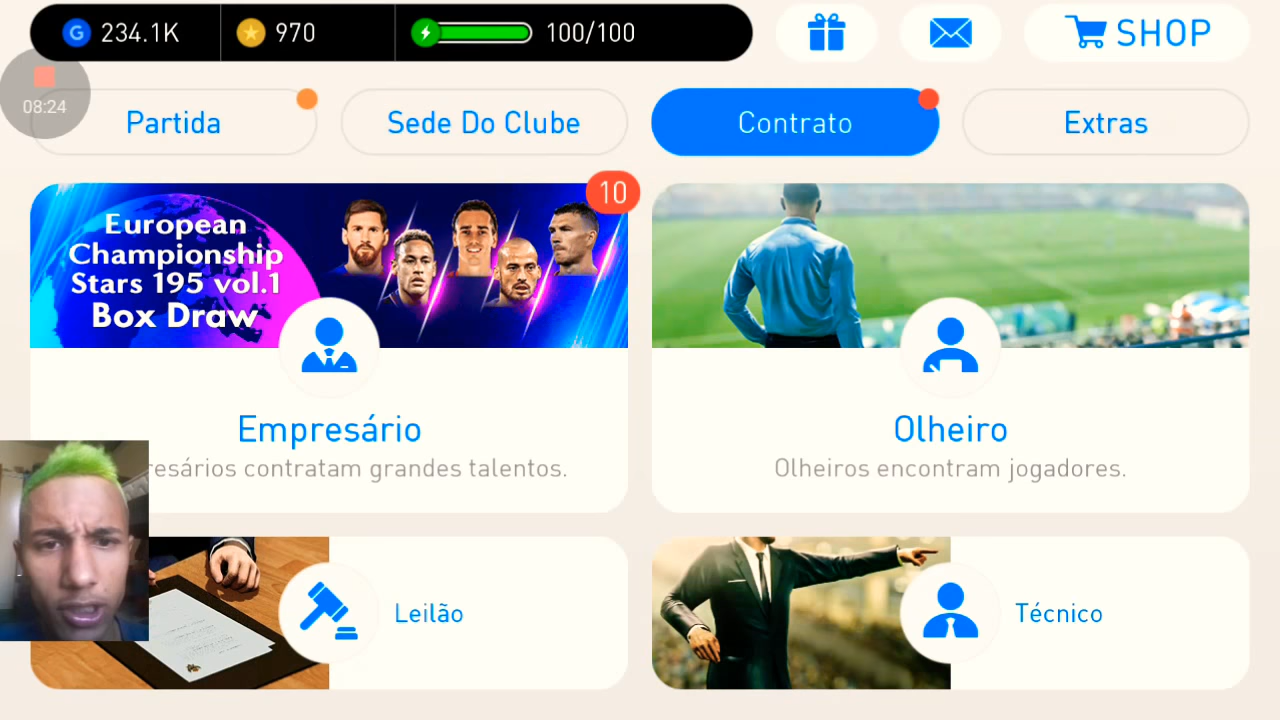 234.1K
970
100/100
SHOP
08:24
Partida
Sede Do Clube
Contrato
Extras
10
European
Championship
Stars 195 vol.1
Box Draw
Empresário
resários contratam grandes talentos.
Olheiro
Olheiros encontram jogadores.
Leilão
Técnico